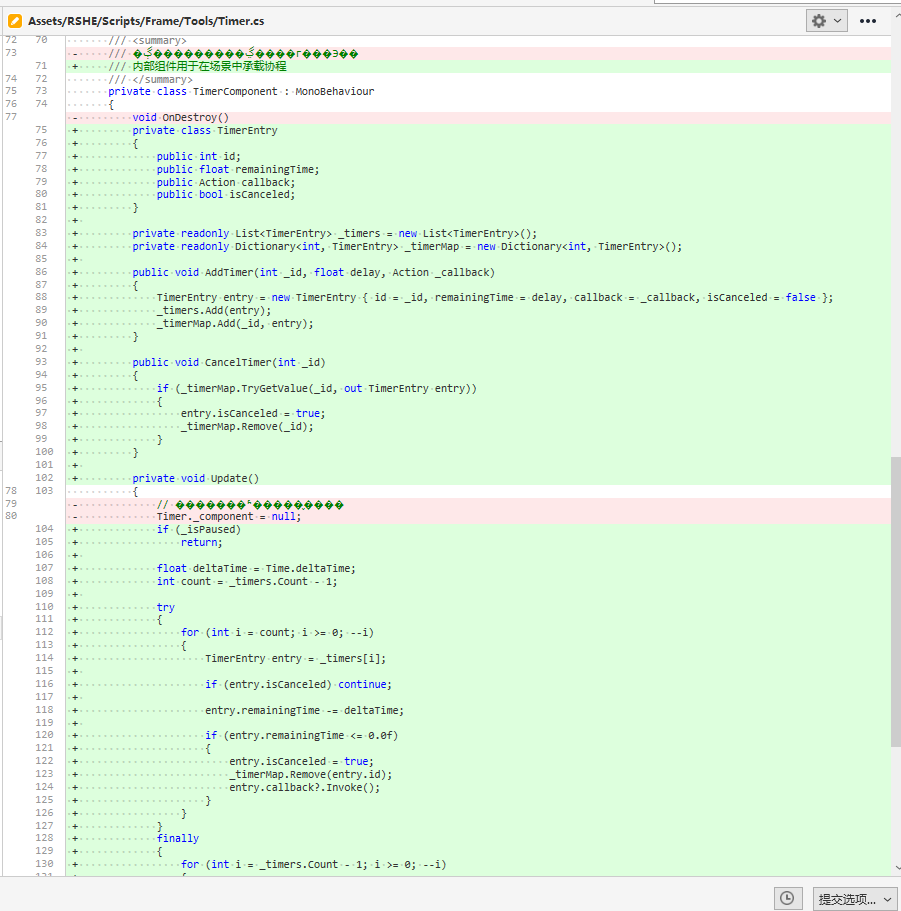 Assets/RSHE/Scripts/Frame/Tools/Timer.cs
72 70 /// <summary>
73 - ///
71 + /// 内部组件用于在场景中承载协程
74 72 /// </summary>
75 73 private class TimerComponent : MonoBehaviour
76 74 {
77 - void OnDestroy()
75 + private class TimerEntry
76 + {
77 + public int id;
78 + public float remainingTime;
79 + public Action callback;
80 + public bool isCanceled;
81 + }
82 +
83 + private readonly List<TimerEntry> _timers = new List<TimerEntry>();
84 + private readonly Dictionary<int, TimerEntry> _timerMap = new Dictionary<int, TimerEntry>();
85 +
86 + public void AddTimer(int _id, float delay, Action _callback)
87 + {
88 + TimerEntry entry = new TimerEntry { id = _id, remainingTime = delay, callback = _callback, isCanceled = false };
89 + _timers.Add(entry);
90 + _timerMap.Add(_id, entry);
91 + }
92 +
93 + public void CancelTimer(int _id)
94 + {
95 + if (_timerMap.TryGetValue(_id, out TimerEntry entry))
96 + {
97 + entry.isCanceled = true;
98 + _timerMap.Remove(_id);
99 + }
100 + }
101 +
102 + private void Update()
78 103 {
79 - //
80 - Timer._component = null;
104 + if (_isPaused)
105 + return;
106 +
107 + float deltaTime = Time.deltaTime;
108 + int count = _timers.Count - 1;
109 +
110 + try
111 + {
112 + for (int i = count; i >= 0; --i)
113 + {
114 + TimerEntry entry = _timers[i];
115 +
116 + if (entry.isCanceled) continue;
117 +
118 + entry.remainingTime -= deltaTime;
119 +
120 + if (entry.remainingTime <= 0.0f)
121 + {
122 + entry.isCanceled = true;
123 + _timerMap.Remove(entry.id);
124 + entry.callback?.Invoke();
125 + }
126 + }
127 + }
128 + finally
129 + {
130 + for (int i = _timers.Count - 1; i >= 0; --i)
提交选项...